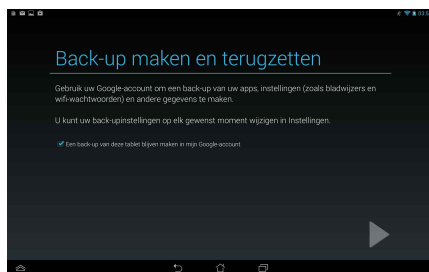 03:5
Back-up maken en terugzetten
Gebruik uw Google-account om een back-up van uw apps, instellingen (zoals bladwijzers en
wifi-wachtwoorden) en andere gegevens te maken.
U kunt uw back-upinstellingen op elk gewenst moment wijzigen in Instellingen.
Een back-up van deze tablet blijven maken in mijn Google-account